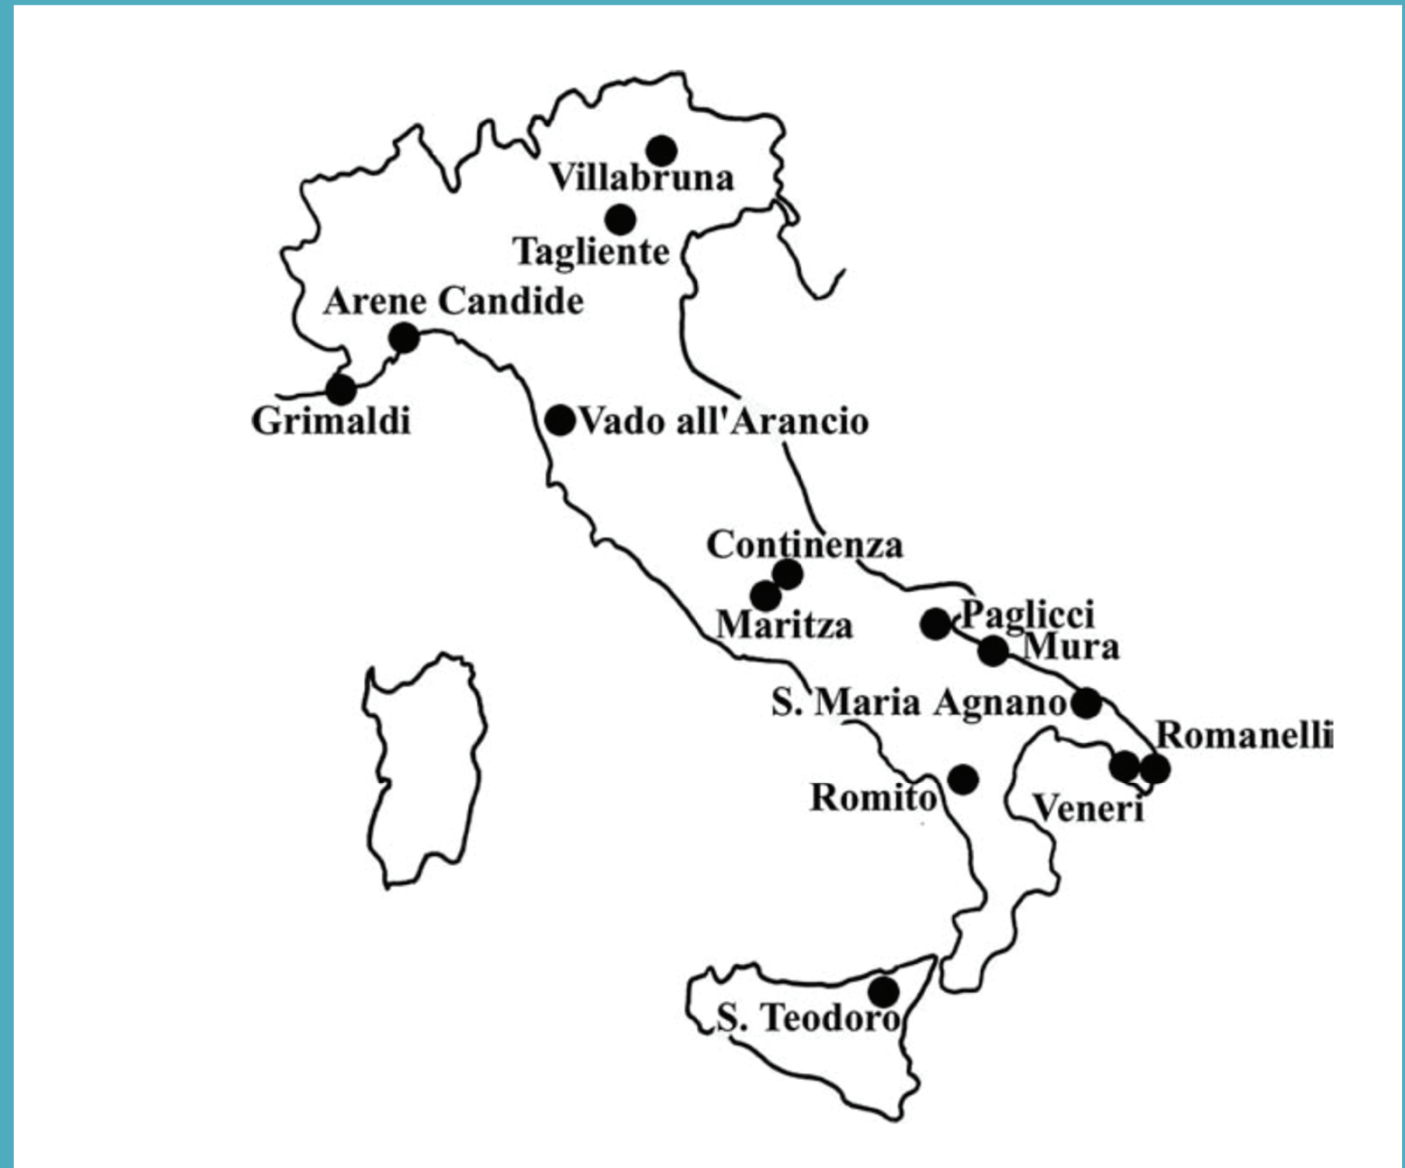 Villabruna
Tagliente
Arene Candide
Grimaldi
Vado all'Arancio
Continenza
Maritza
Paglicci
Mura
S. Maria Agnano
Romanelli
Romito
Veneri
S. Teodoro